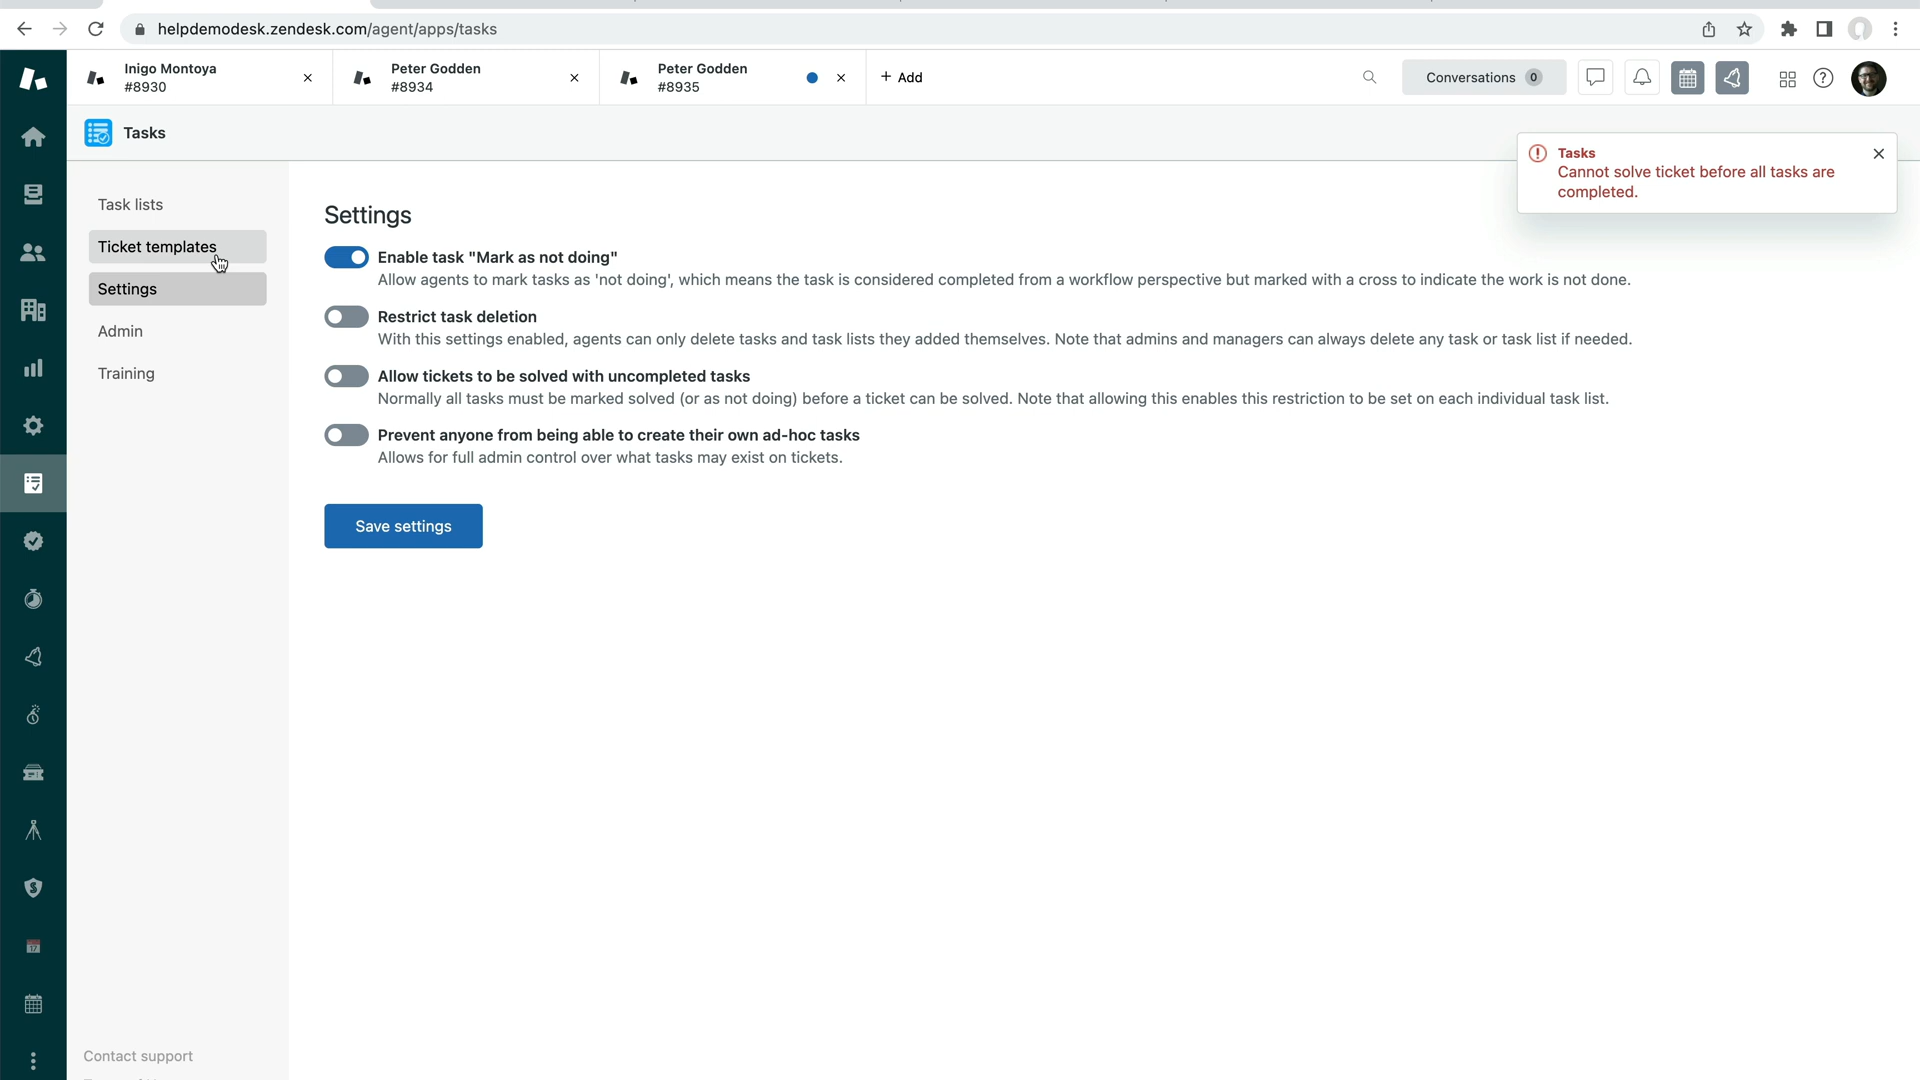 helpdemodesk.zendesk.com/agent/apps/tasks
Inigo Montoya
#8930
Peter Godden
#8934
Peter Godden
#8935
+ Add
Conversations 0
Tasks
Tasks
Cannot solve ticket before all tasks are
completed.
Task lists
Ticket templates
Settings
Admin
Training
Contact support
Settings
Enable task "Mark as not doing"
Allow agents to mark tasks as 'not doing', which means the task is considered completed from a workflow perspective but marked with a cross to indicate the work is not done.
Restrict task deletion
With this settings enabled, agents can only delete tasks and task lists they added themselves. Note that admins and managers can always delete any task or task list if needed.
Allow tickets to be solved with uncompleted tasks
Normally all tasks must be marked solved (or as not doing) before a ticket can be solved. Note that allowing this enables this restriction to be set on each individual task list.
Prevent anyone from being able to create their own ad-hoc tasks
Allows for full admin control over what tasks may exist on tickets.
Save settings
17